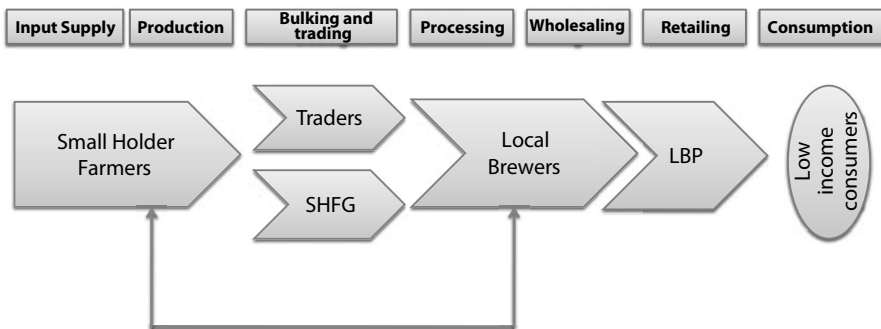 Input Supply
Production
Bulking and
trading
Processing
Wholesaling
Retailing
Consumption
Small Holder
Farmers
Traders
SHFG
Local
Brewers
LBP
Low
income
consumers